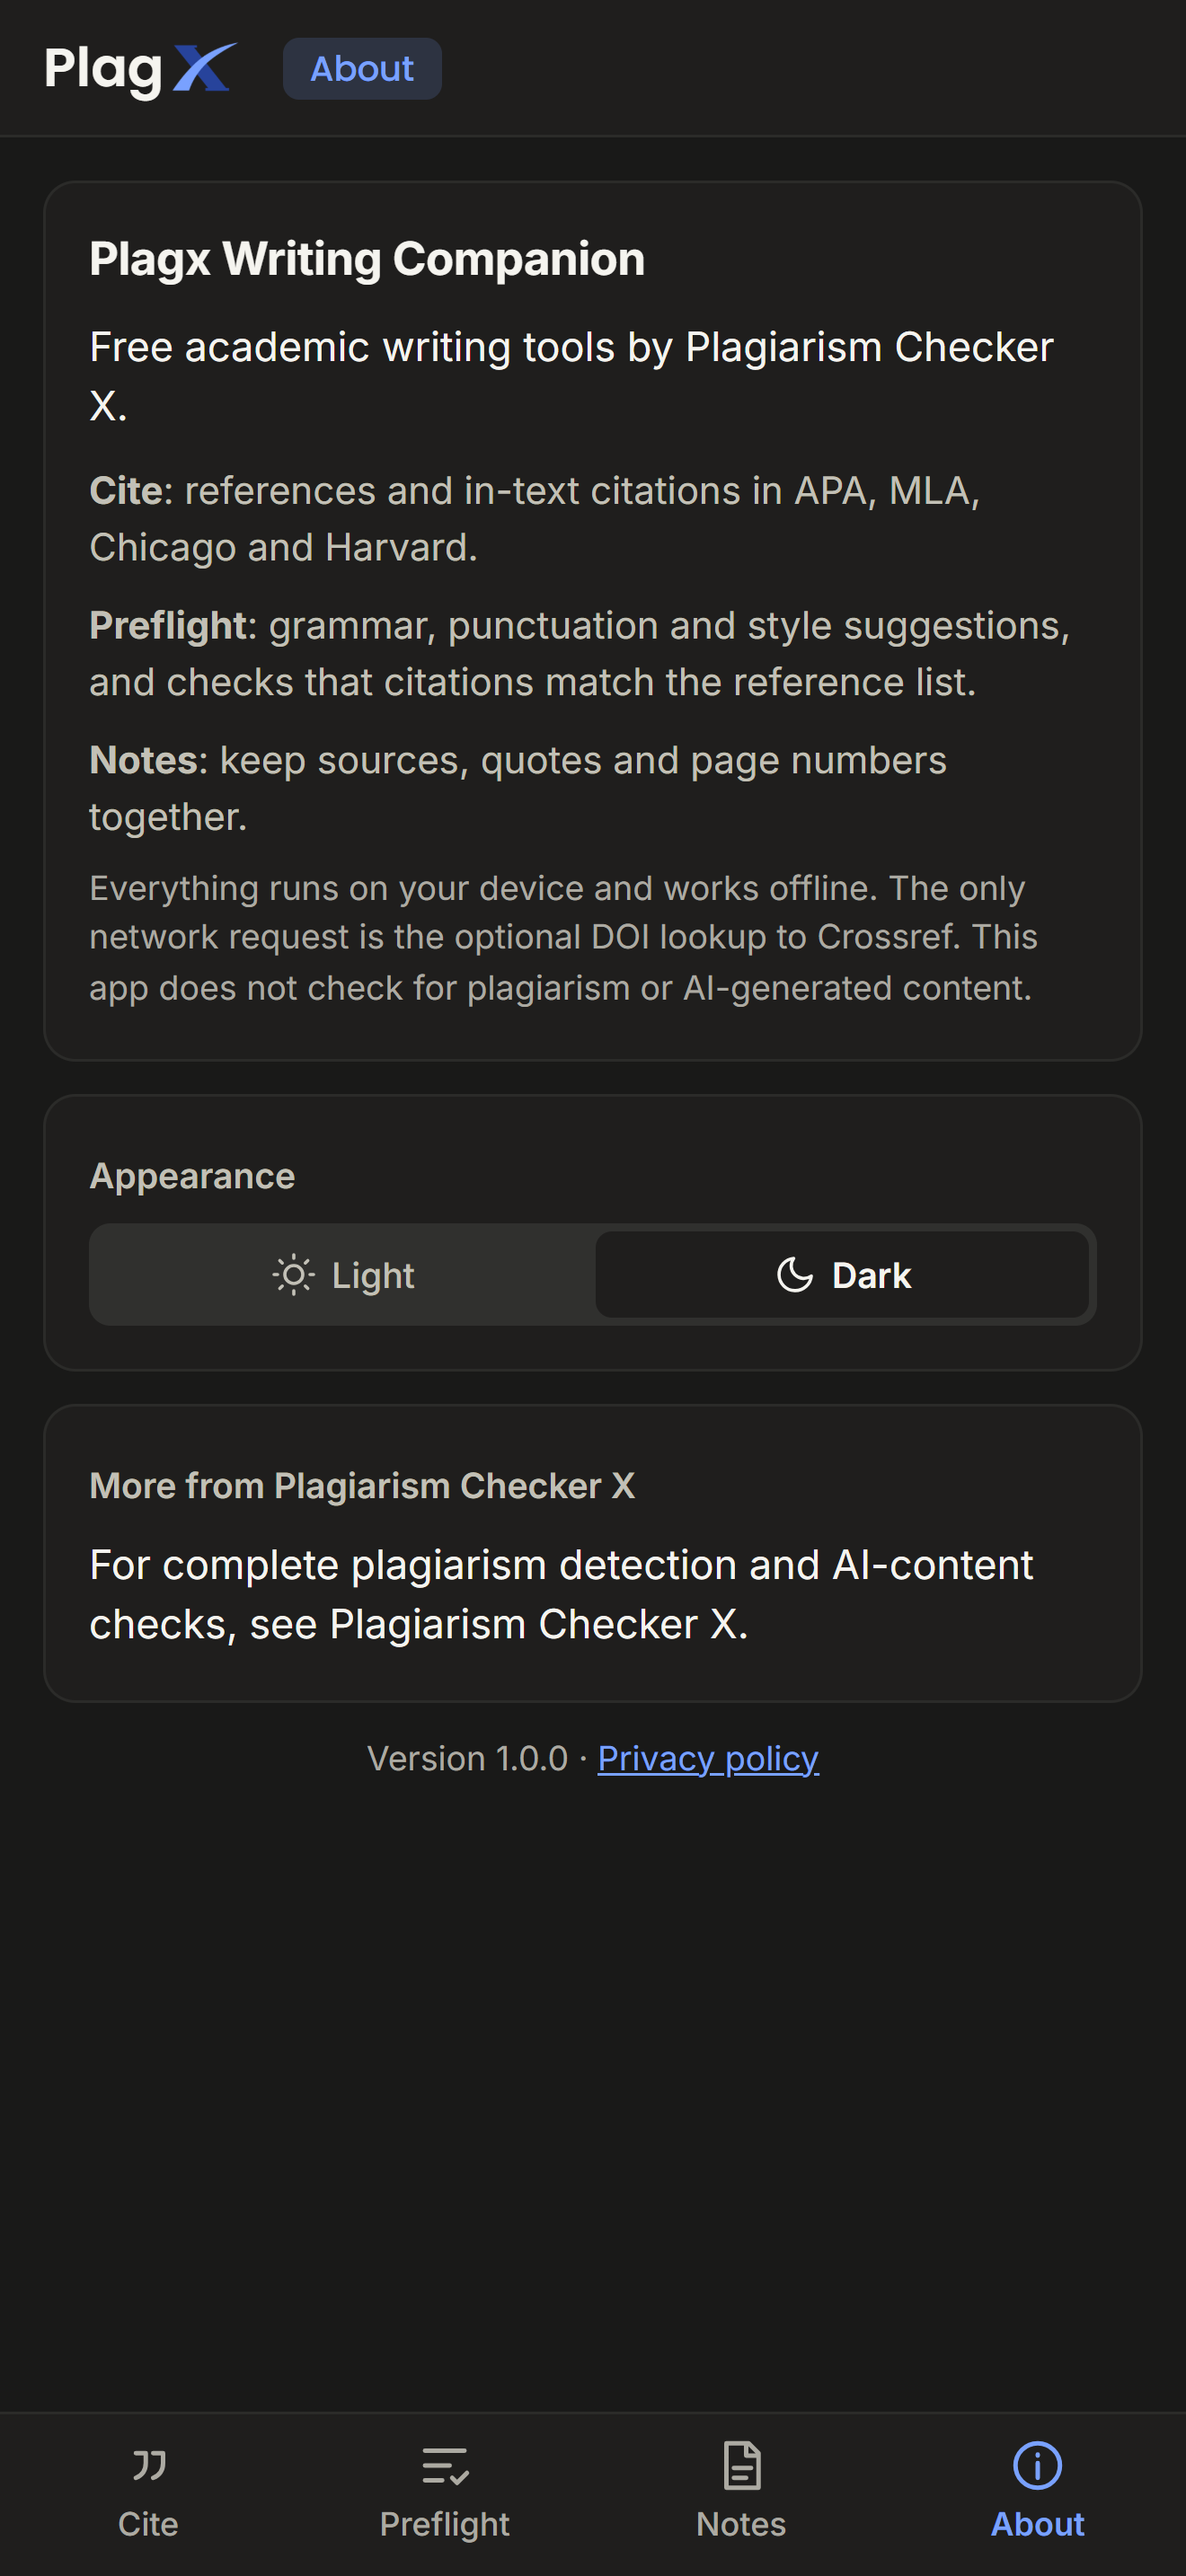 PlagX About
Plagx Writing Companion
Free academic writing tools by Plagiarism Checker
X.
Cite: references and in-text citations in APA, MLA,
Chicago and Harvard.
Preflight: grammar, punctuation and style suggestions,
and checks that citations match the reference list.
Notes: keep sources, quotes and page numbers
together.
Everything runs on your device and works offline. The only
network request is the optional DOI lookup to Crossref. This
app does not check for plagiarism or AI-generated content.
Appearance
Light Dark
More from Plagiarism Checker X
For complete plagiarism detection and AI-content
checks, see Plagiarism Checker X.
Version 1.0.0 · Privacy policy
Cite Preflight Notes About